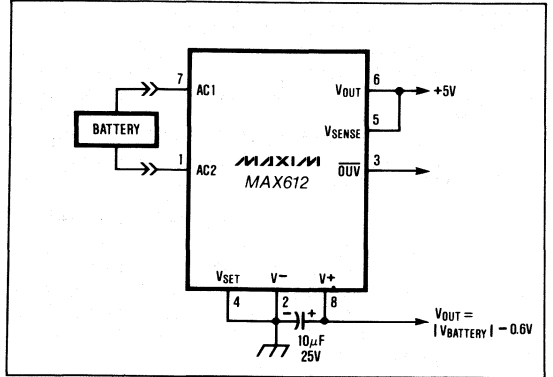 7
AC1
BATTERY
1
AC2
MAXIM
MAX612
VOUT
6
+5V
VSENSE
5
OUV
3
VSET
V−
V+
4
2
8
−
+
10μF
25V
VOUT =
|VBATTERY| − 0.6V